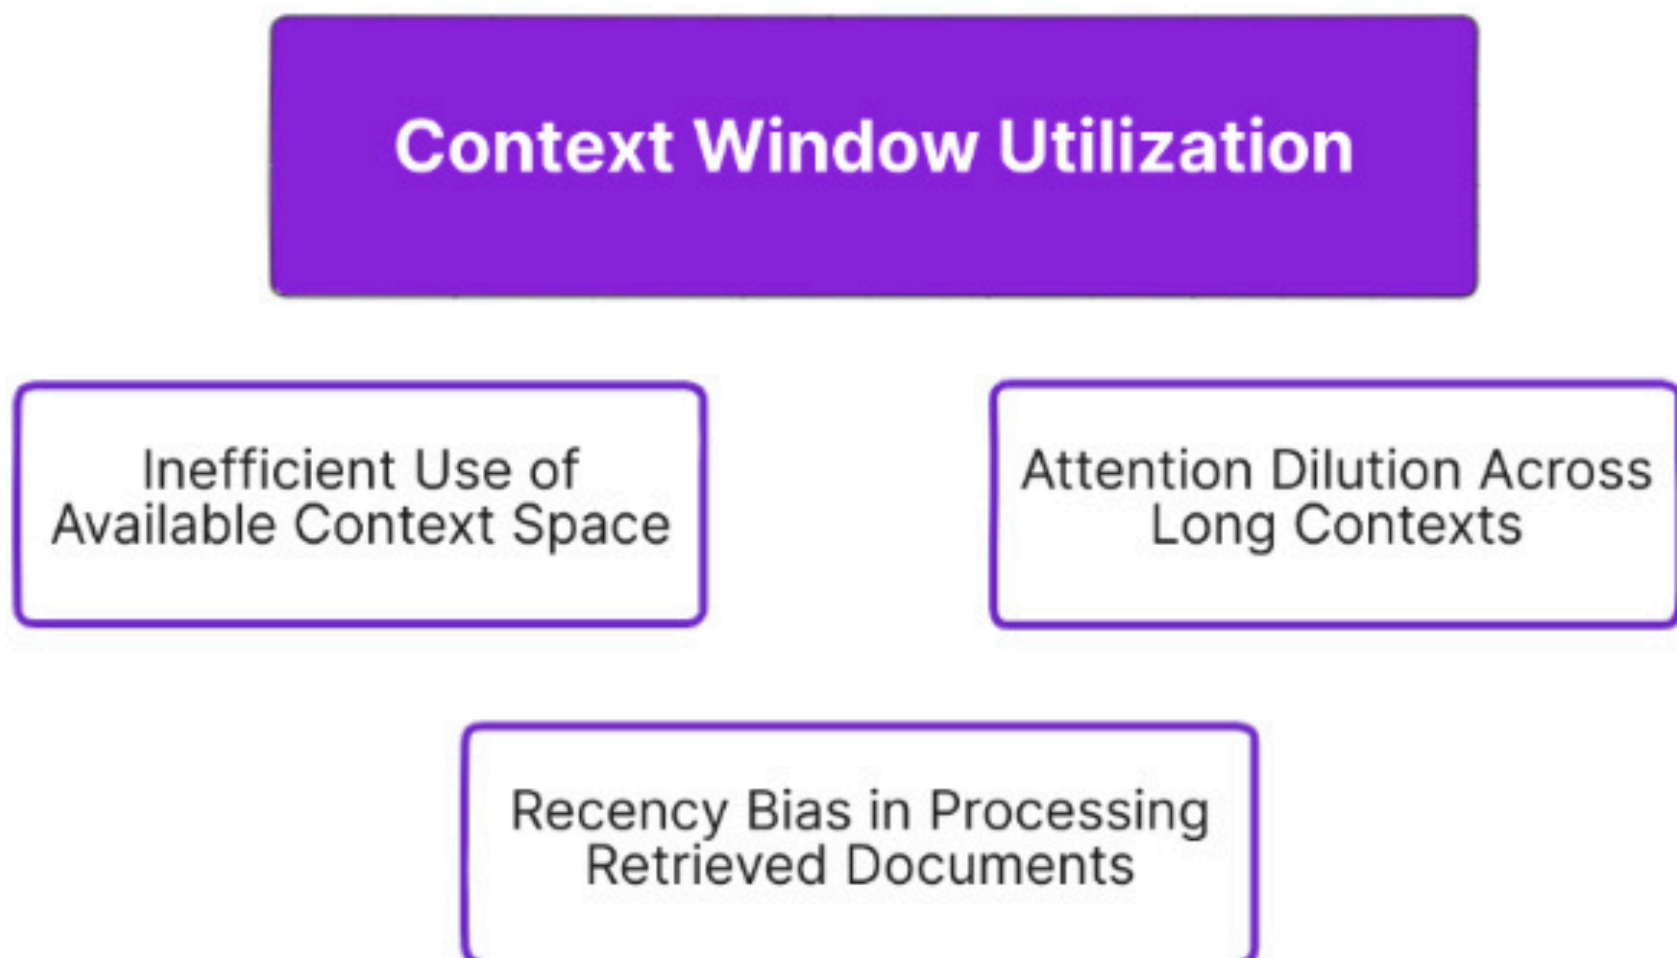 Context Window Utilization
Inefficient Use of
Available Context Space
Attention Dilution Across
Long Contexts
Recency Bias in Processing
Retrieved Documents